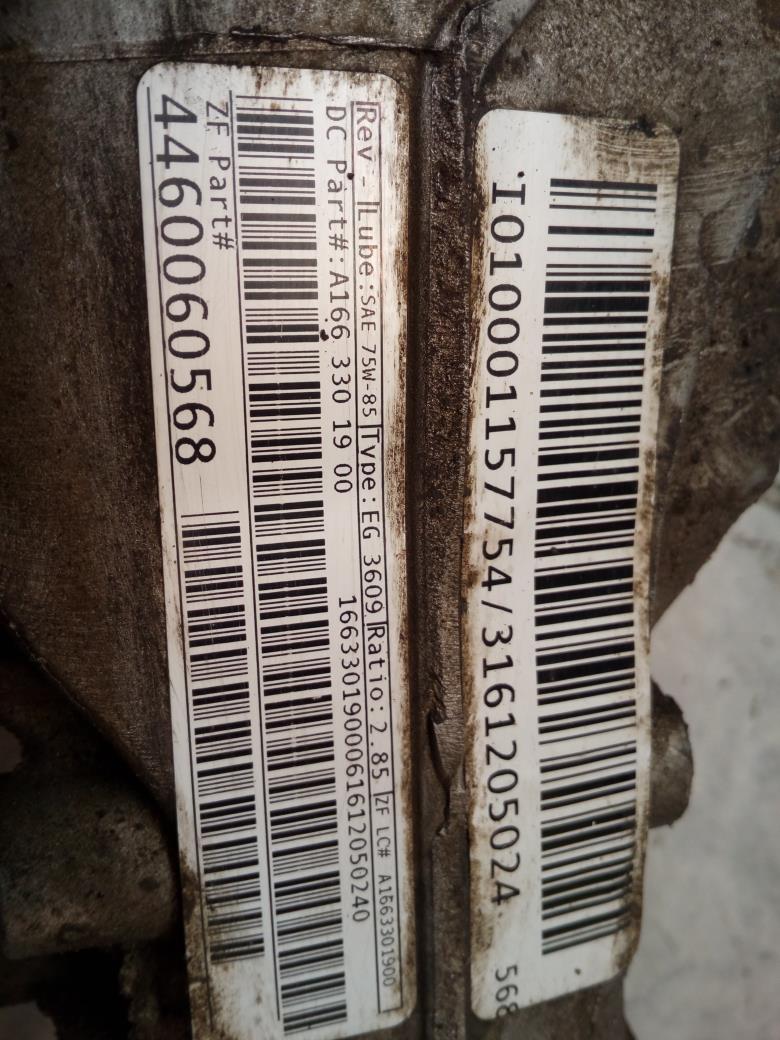 I010001157754/3161205024 568
Rev - Lube: SAE 75W-85 Type: EG 3609 Ratio: 2.85 ZF LC# A1663301900
DC Part#: A166 330 19 00 1663301900061612050240
ZF Part#
4460060568